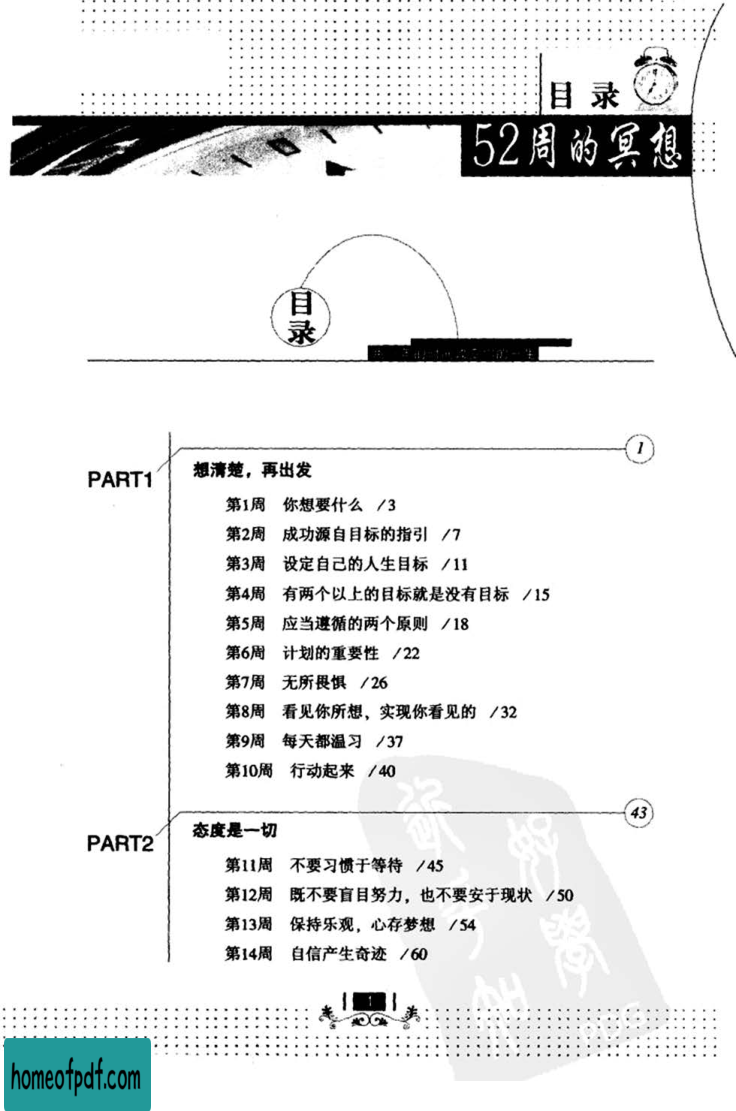 目 录
52周的冥想
目录
1
PART1
想清楚，再出发
第1周 你想要什么 /3
第2周 成功源自目标的指引 /7
第3周 设定自己的人生目标 /11
第4周 有两个以上的目标就是没有目标 /15
第5周 应当遵循的两个原则 /18
第6周 计划的重要性 /22
第7周 无所畏惧 /26
第8周 看见你所想，实现你看见的 /32
第9周 每天都温习 /37
第10周 行动起来 /40
43
PART2
态度是一切
第11周 不要习惯于等待 /45
第12周 既不要盲目努力，也不要安于现状 /50
第13周 保持乐观，心存梦想 /54
第14周 自信产生奇迹 /60
1
PDG
homeofpdf.com